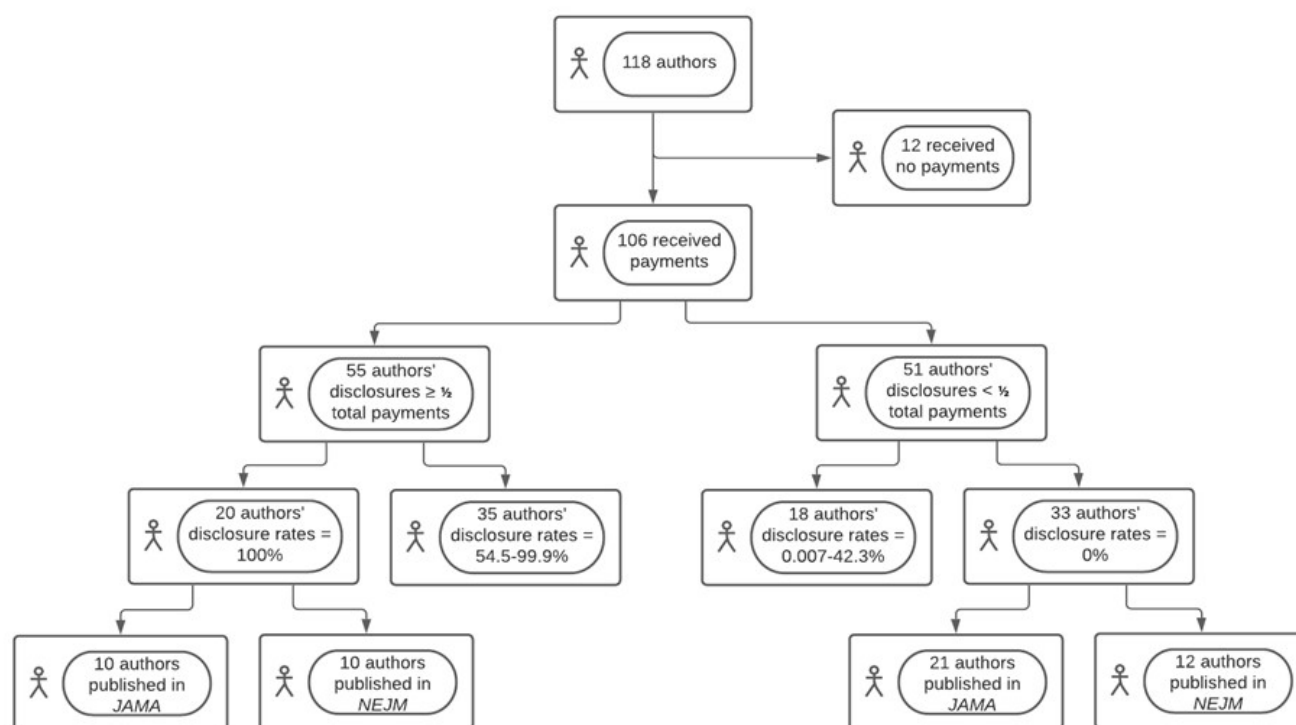 118 authors
12 received
no payments
106 received
payments
55 authors'
disclosures ≥ ½
total payments
51 authors'
disclosures < ½
total payments
20 authors'
disclosure rates =
100%
35 authors'
disclosure rates =
54.5-99.9%
18 authors'
disclosure rates =
0.007-42.3%
33 authors'
disclosure rates =
0%
10 authors
published in
JAMA
10 authors
published in
NEJM
21 authors
published in
JAMA
12 authors
published in
NEJM